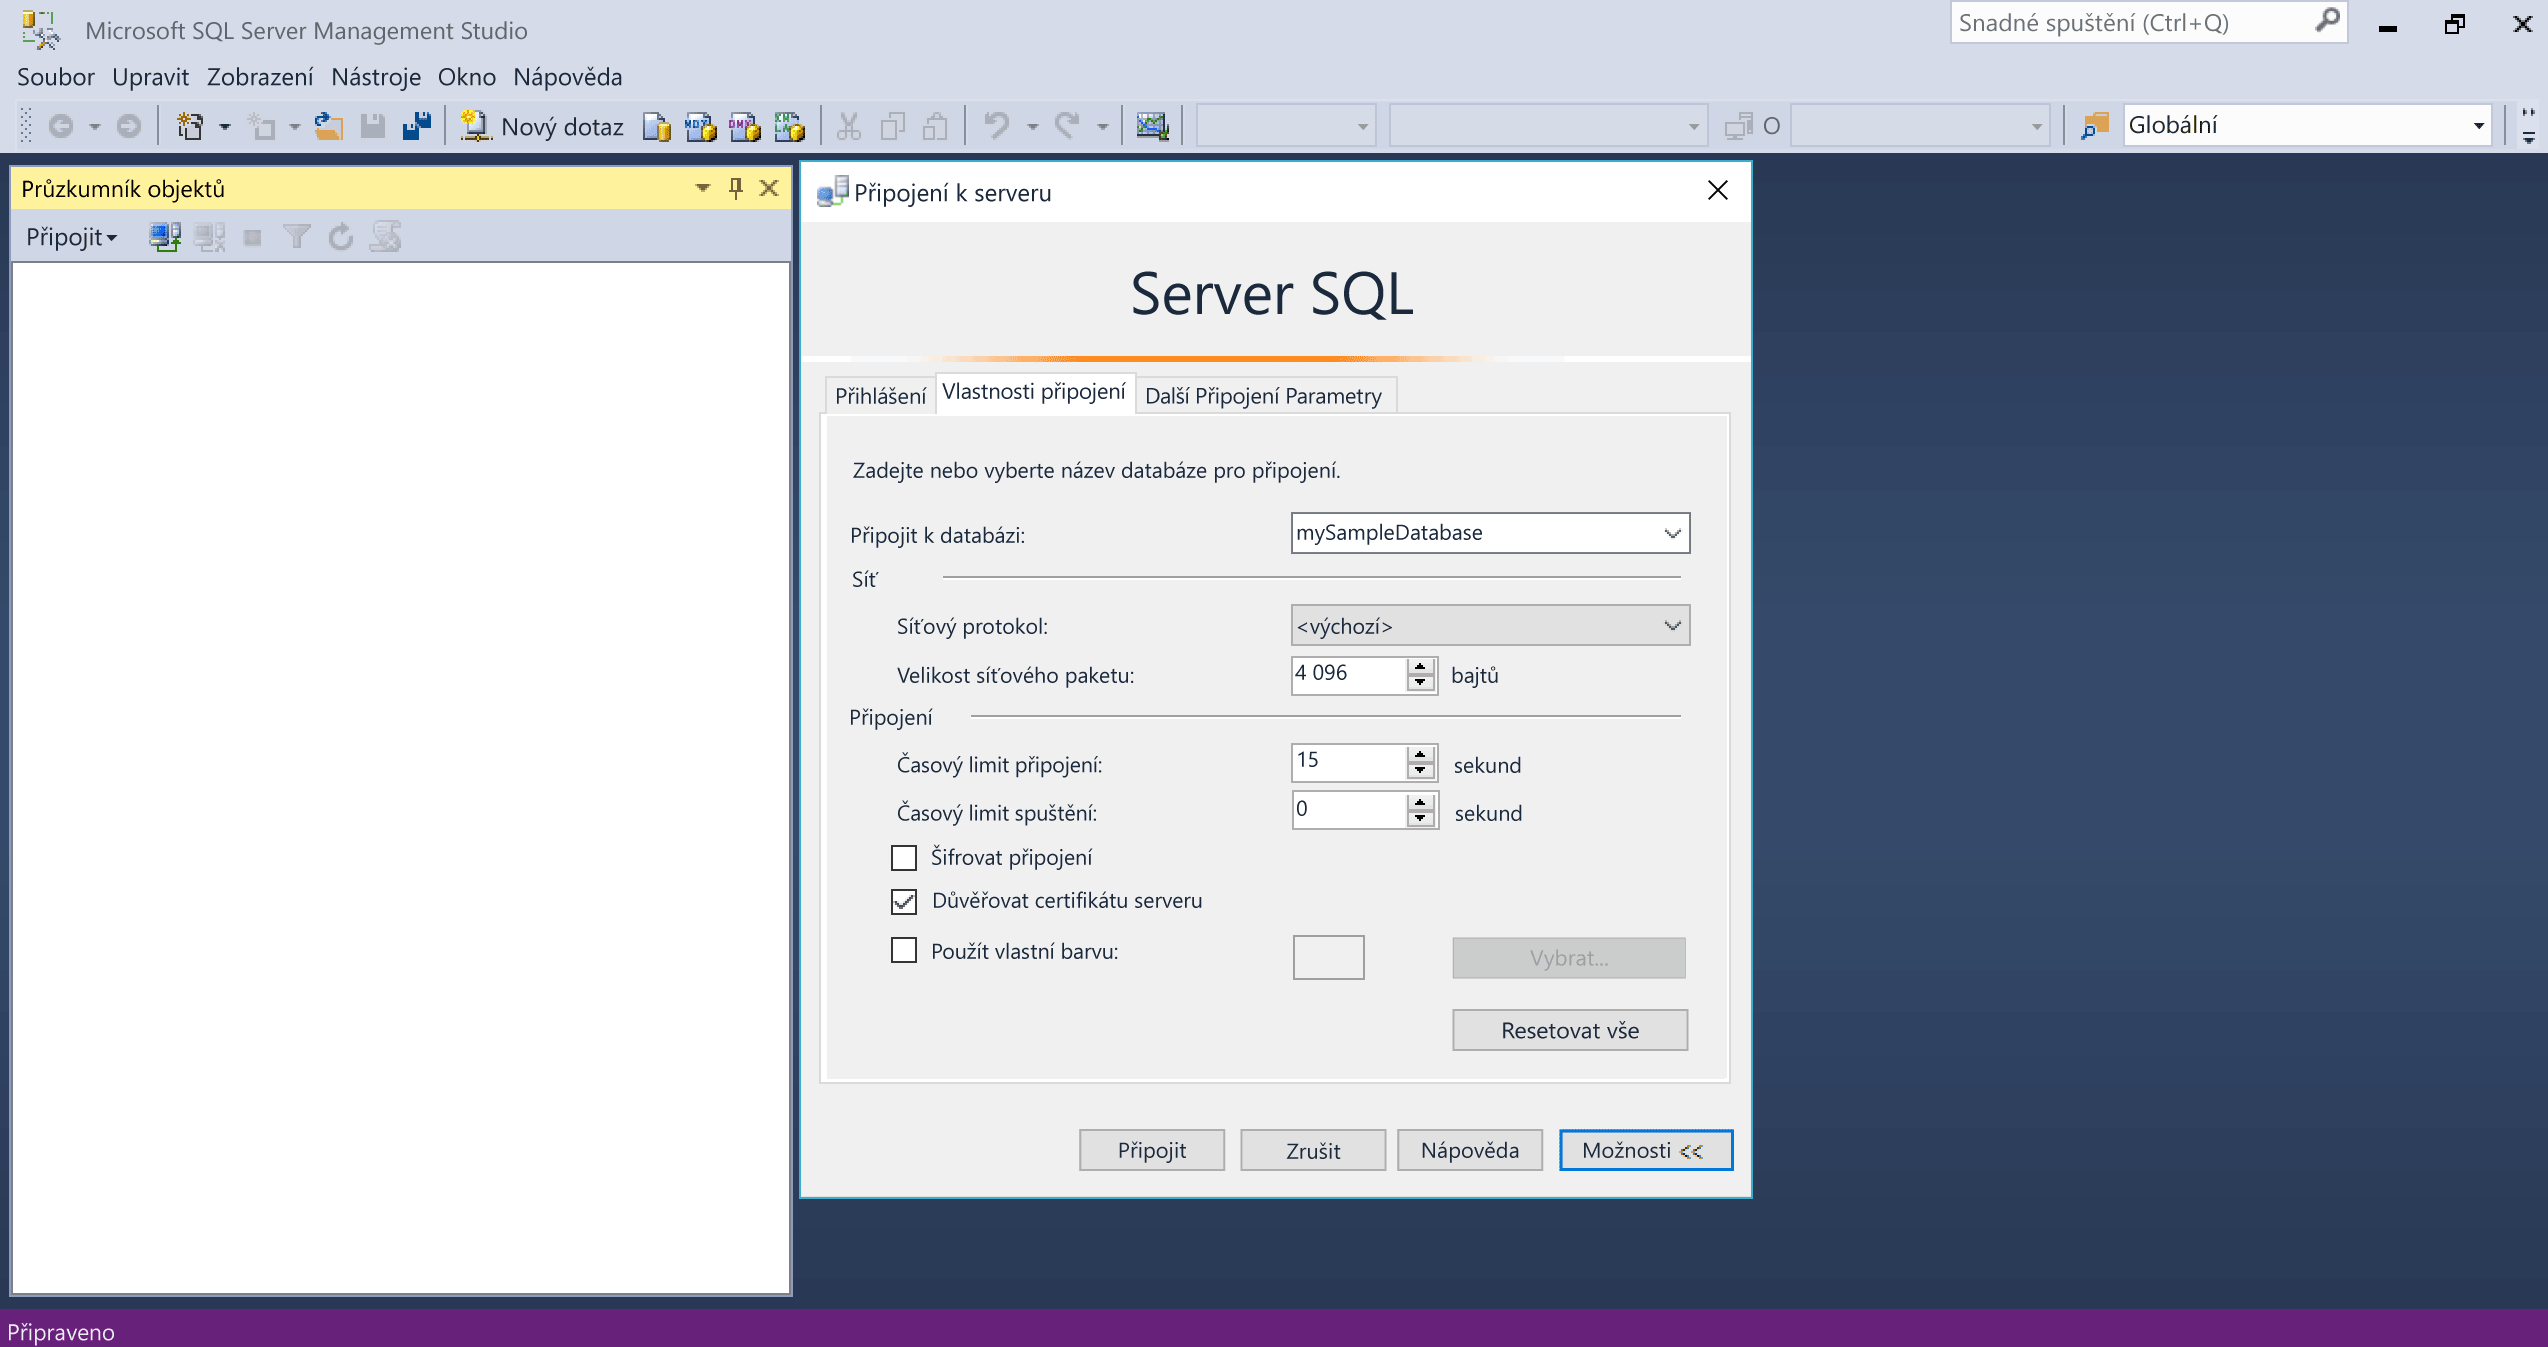 Microsoft SQL Server Management Studio
Snadné spuštění (Ctrl+Q)
Soubor Upravit Zobrazení Nástroje Okno Nápověda
Nový dotaz
O
Globální
Průzkumník objektů
Připojit
Připojení k serveru
Server SQL
Přihlášení
Vlastnosti připojení
Další Připojení Parametry
Zadejte nebo vyberte název databáze pro připojení.
Připojit k databázi: mySampleDatabase
Síť
Síťový protokol: <výchozí>
Velikost síťového paketu: 4 096 bajtů
Připojení
Časový limit připojení: 15 sekund
Časový limit spuštění: 0 sekund
Šifrovat připojení
Důvěřovat certifikátu serveru
Použít vlastní barvu: Vybrat...
Resetovat vše
Připojit Zrušit Nápověda Možnosti <<
Připraveno